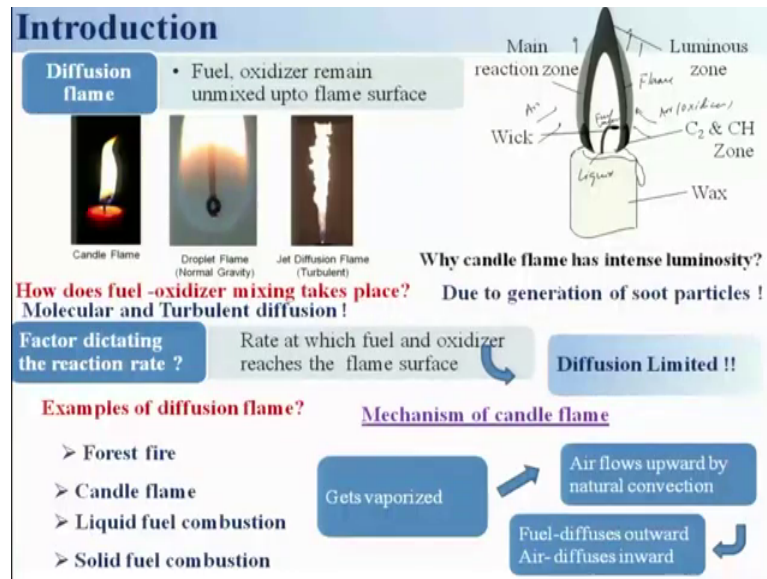 Introduction
Diffusion
flame
• Fuel, oxidizer remain
unmixed upto flame surface
Main
reaction zone
Luminous
zone
Flame
Air
Air (oxidizer)
Wick
C₂ & CH
Zone
Liquid
Wax
Candle Flame
Droplet Flame
(Normal Gravity)
Jet Diffusion Flame
(Turbulent)
Why candle flame has intense luminosity?
Due to generation of soot particles !
How does fuel -oxidizer mixing takes place?
Molecular and Turbulent diffusion !
Factor dictating
the reaction rate ?
Rate at which fuel and oxidizer
reaches the flame surface
Diffusion Limited !!
Examples of diffusion flame?
➢ Forest fire
➢ Candle flame
➢ Liquid fuel combustion
➢ Solid fuel combustion
Mechanism of candle flame
Gets vaporized
Air flows upward by
natural convection
Fuel-diffuses outward
Air- diffuses inward